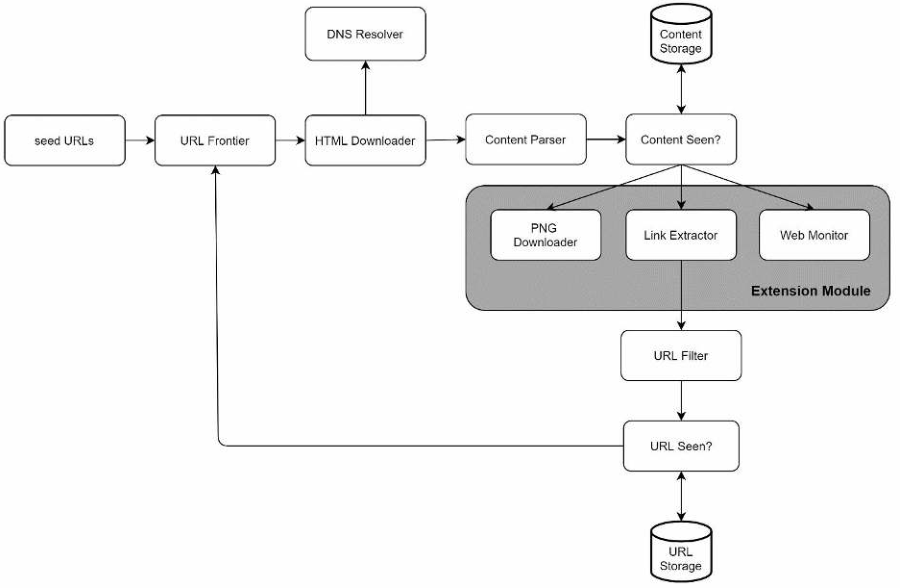 DNS Resolver
Content
Storage
seed URLs
URL Frontier
HTML Downloader
Content Parser
Content Seen?
PNG
Downloader
Link Extractor
Web Monitor
Extension Module
URL Filter
URL Seen?
URL
Storage